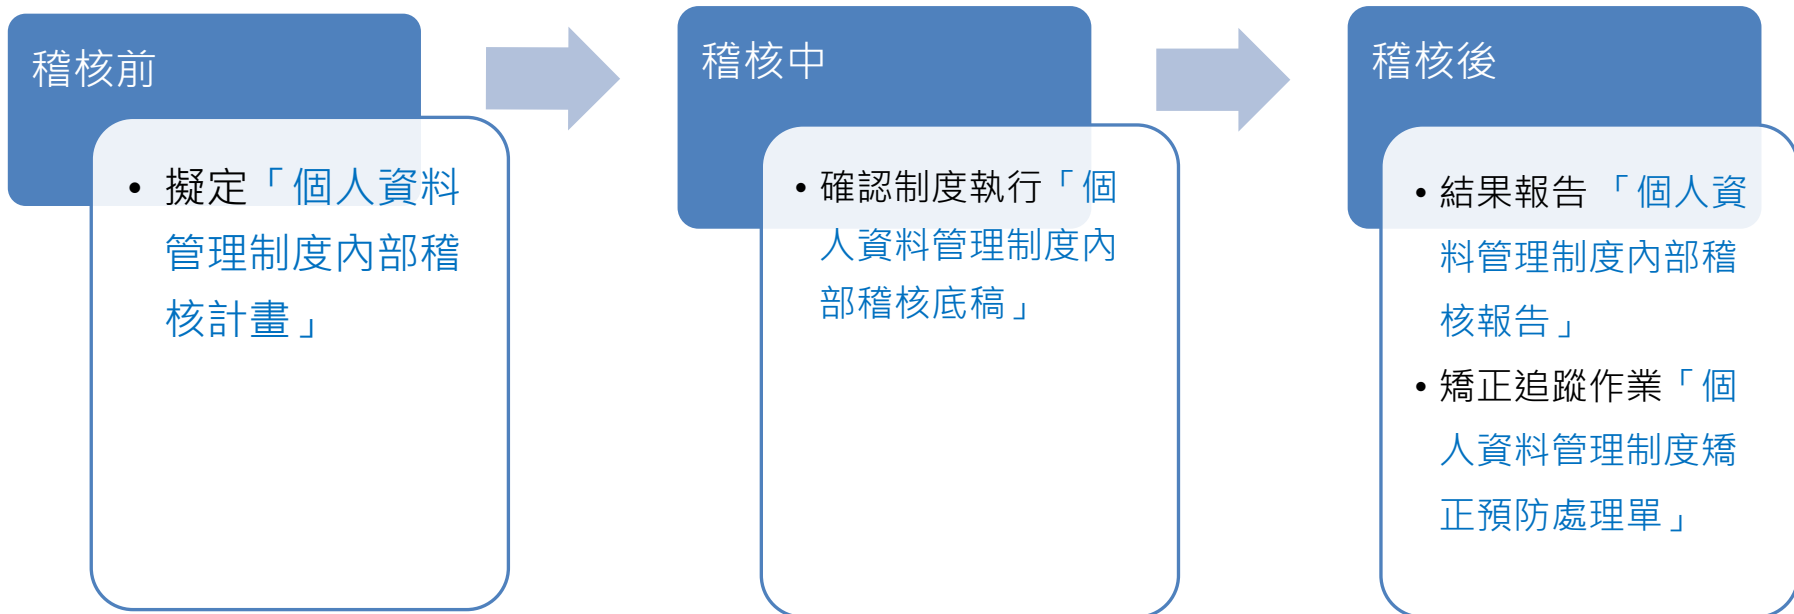 稽核前
• 擬定「個人資料
管理制度內部稽
核計畫」
稽核中
• 確認制度執行「個
人資料管理制度內
部稽核底稿」
稽核後
• 結果報告 「個人資
料管理制度內部稽
核報告」
• 矯正追蹤作業「個
人資料管理制度矯
正預防處理單」